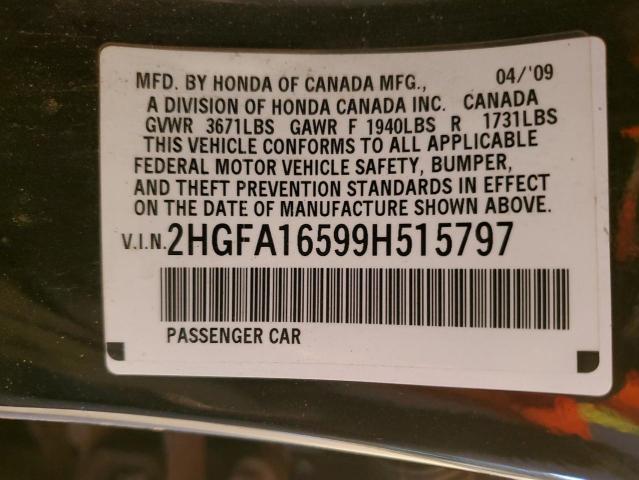 MFD. BY HONDA OF CANADA MFG., 04/'09
A DIVISION OF HONDA CANADA INC. CANADA
GVWR 3671LBS GAWR F 1940LBS R 1731LBS
THIS VEHICLE CONFORMS TO ALL APPLICABLE
FEDERAL MOTOR VEHICLE SAFETY, BUMPER,
AND THEFT PREVENTION STANDARDS IN EFFECT
ON THE DATE OF MANUFACTURE SHOWN ABOVE.
V.I.N. 2HGFA16599H515797
PASSENGER CAR